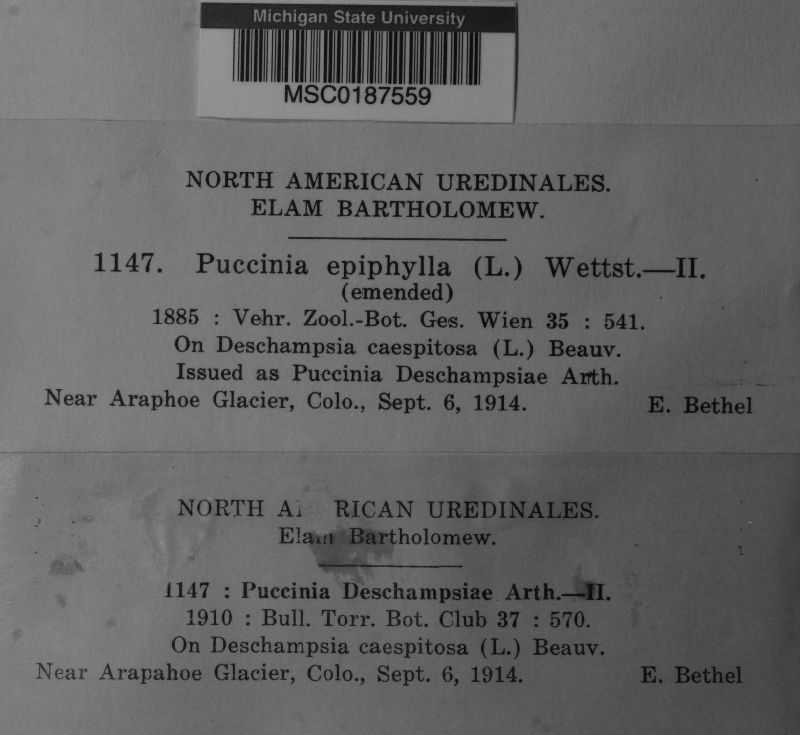 Michigan State University
MSC0187559
NORTH AMERICAN UREDINALES.
ELAM BARTHOLOMEW.
1147. Puccinia epiphylla (L.) Wettst.—II.
(emended)
1885 : Vehr. Zool.-Bot. Ges. Wien 35 : 541.
On Deschampsia caespitosa (L.) Beauv.
Issued as Puccinia Deschampsiae Arth.
Near Araphoe Glacier, Colo., Sept. 6, 1914. E. Bethel
NORTH A RICAN UREDINALES.
Elam Bartholomew.
1147 : Puccinia Deschampsiae Arth.—II.
1910 : Bull. Torr. Bot. Club 37 : 570.
On Deschampsia caespitosa (L.) Beauv.
Near Arapahoe Glacier, Colo., Sept. 6, 1914. E. Bethel